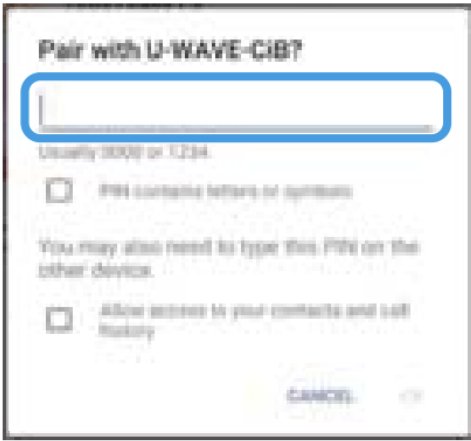 Pair with U-WAVE-CiB?
Usually 0000 or 1234
PIN contains letters or symbols
You may also need to type this PIN on the
other device.
Allow access to your contacts and call
history
CANCEL